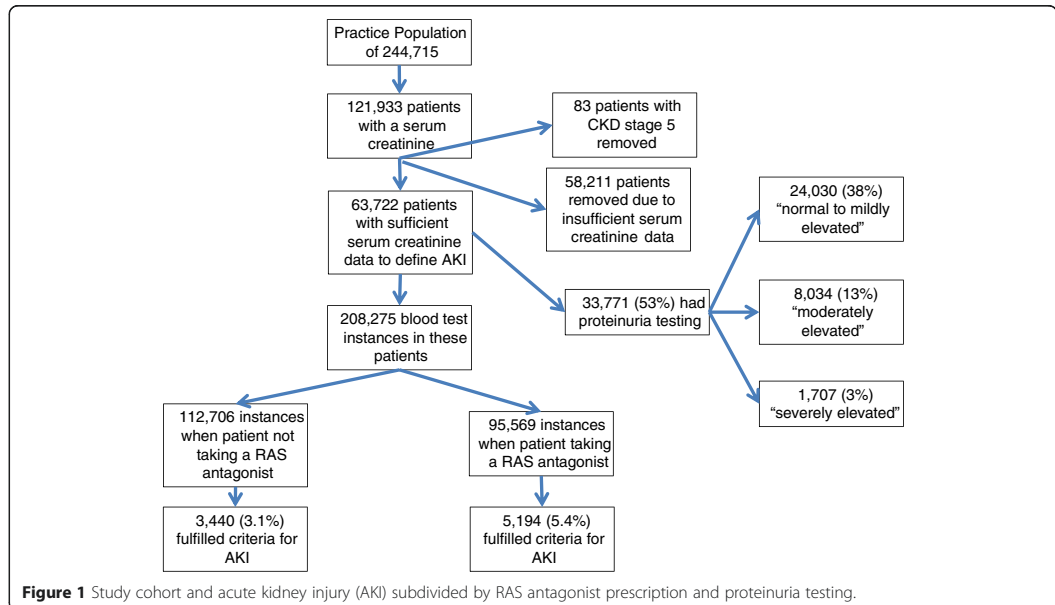 Practice Population
of 244,715
121,933 patients
with a serum
creatinine
83 patients with
CKD stage 5
removed
58,211 patients
removed due to
insufficient serum
creatinine data
63,722 patients
with sufficient
serum creatinine
data to define AKI
24,030 (38%)
“normal to mildly
elevated”
33,771 (53%) had
proteinuria testing
8,034 (13%)
“moderately
elevated”
1,707 (3%)
“severely elevated”
208,275 blood test
instances in these
patients
112,706 instances
when patient not
taking a RAS
antagonist
95,569 instances
when patient taking
a RAS antagonist
3,440 (3.1%)
fulfilled criteria for
AKI
5,194 (5.4%)
fulfilled criteria for
AKI
Figure 1 Study cohort and acute kidney injury (AKI) subdivided by RAS antagonist prescription and proteinuria testing.